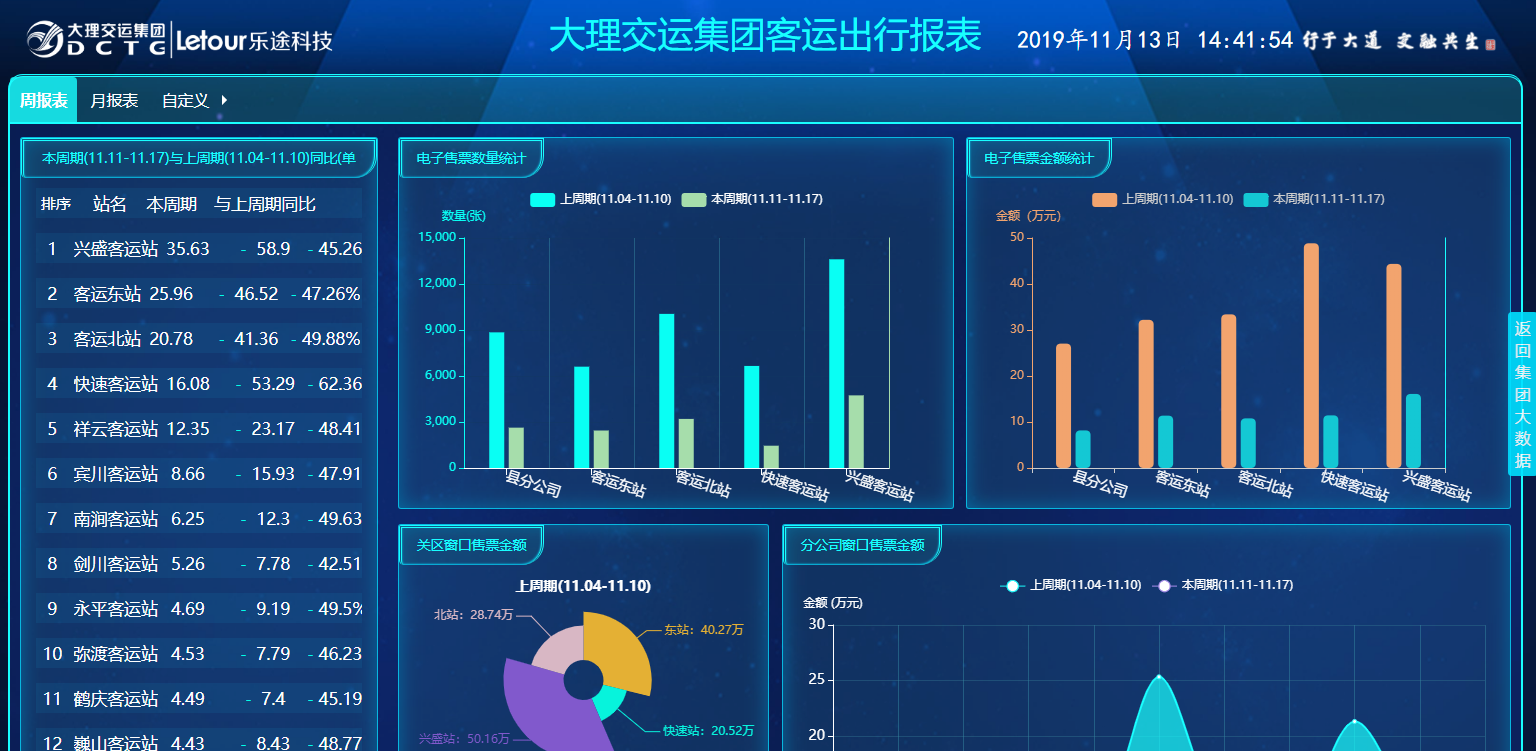 大理交运集团 DCTG Letour乐途科技
大理交运集团客运出行报表
2019年11月13日 14:41:54 行于大道 交融共生
周报表 月报表 自定义
本周期(11.11-11.17)与上周期(11.04-11.10)同比(单
排序 站名 本周期 与上周期同比
1 兴盛客运站 35.63 - 58.9 - 45.26
2 客运东站 25.96 - 46.52 - 47.26%
3 客运北站 20.78 - 41.36 - 49.88%
4 快速客运站 16.08 - 53.29 - 62.36
5 祥云客运站 12.35 - 23.17 - 48.41
6 宾川客运站 8.66 - 15.93 - 47.91
7 南涧客运站 6.25 - 12.3 - 49.63
8 剑川客运站 5.26 - 7.78 - 42.51
9 永平客运站 4.69 - 9.19 - 49.5%
10 弥渡客运站 4.53 - 7.79 - 46.23
11 鹤庆客运站 4.49 - 7.4 - 45.19
12 巍山客运站 4.43 - 8.43 - 48.77
电子售票数量统计
上周期(11.04-11.10) 本周期(11.11-11.17)
数量(张)
15,000
12,000
9,000
6,000
3,000
0
县分公司 客运东站 客运北站 快速客运站 兴盛客运站
电子售票金额统计
上周期(11.04-11.10) 本周期(11.11-11.17)
金额（万元）
50
40
30
20
10
0
县分公司 客运东站 客运北站 快速客运站 兴盛客运站
关区窗口售票金额
上周期(11.04-11.10)
北站：28.74万
东站：40.27万
快速站：20.52万
兴盛站：50.16万
分公司窗口售票金额
上周期(11.04-11.10) 本周期(11.11-11.17)
金额 (万元)
30
25
20
返回集团大数据